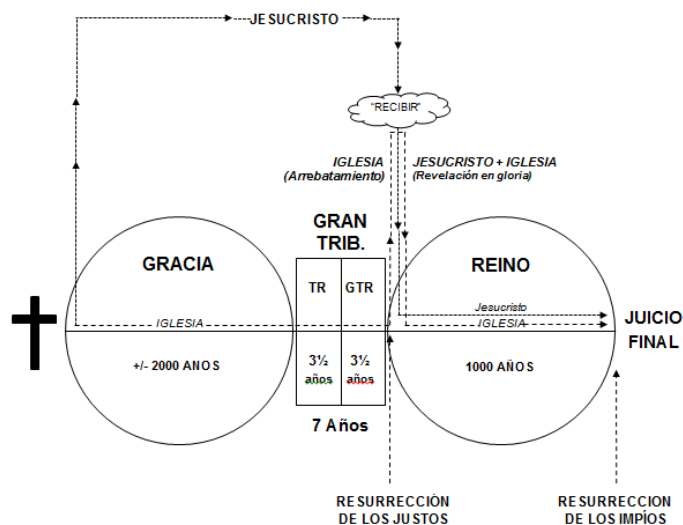 JESUCRISTO
"RECIBIR"
IGLESIA
(Arrebatamiento)
JESUCRISTO + IGLESIA
(Revelación en gloria)
GRAN
TRIB.
GRACIA
REINO
TR
GTR
Jesucristo
IGLESIA
IGLESIA
JUICIO
FINAL
+/- 2000 ANOS
3½
años
3½
años
1000 AÑOS
7 Años
RESURRECCIÓN
DE LOS JUSTOS
RESURRECCION
DE LOS IMPÍOS